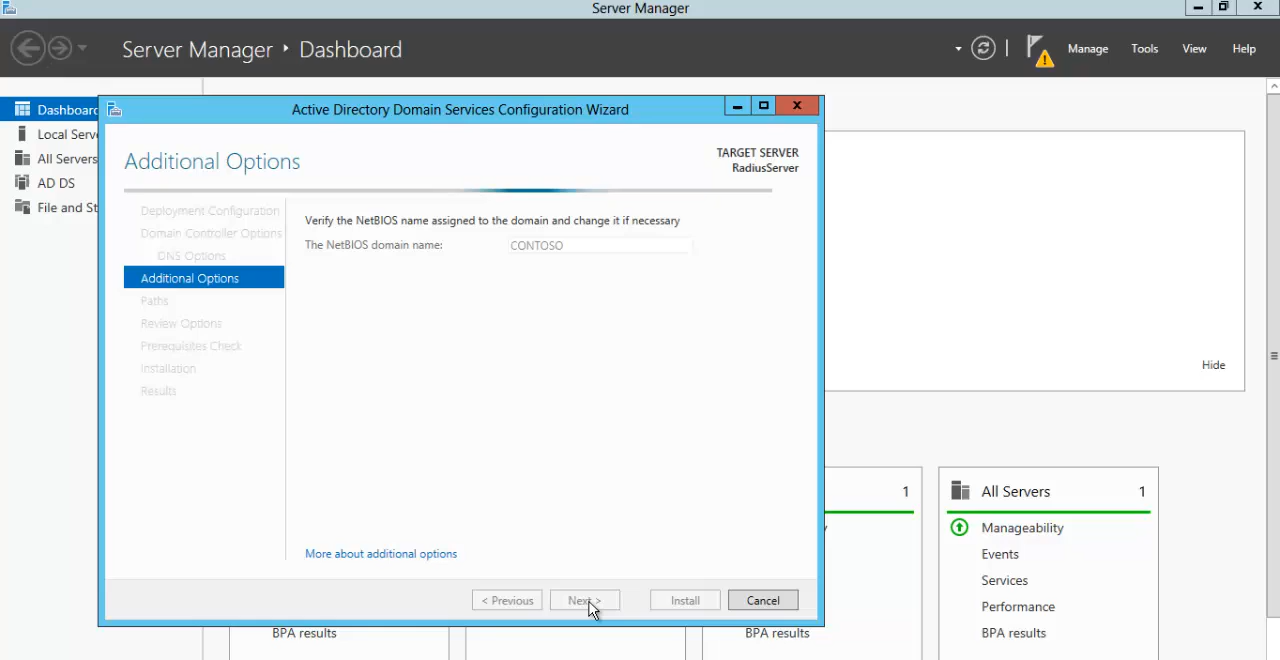 Server Manager
Server Manager • Dashboard
Manage Tools View Help
Dashboard
Local Serve
All Servers
AD DS
File and St
Active Directory Domain Services Configuration Wizard
Additional Options
TARGET SERVER
RadiusServer
Deployment Configuration
Domain Controller Options
DNS Options
Additional Options
Paths
Review Options
Prerequisites Check
Installation
Results
Verify the NetBIOS name assigned to the domain and change it if necessary
The NetBIOS domain name: CONTOSO
More about additional options
< Previous Next > Install Cancel
Hide
1
All Servers 1
Manageability
Events
Services
Performance
BPA results
BPA results
BPA results